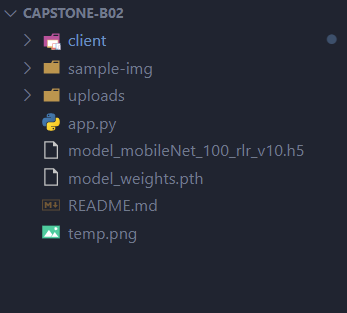 CAPSTONE-B02
client
sample-img
uploads
app.py
model_mobileNet_100_rlr_v10.h5
model_weights.pth
README.md
temp.png